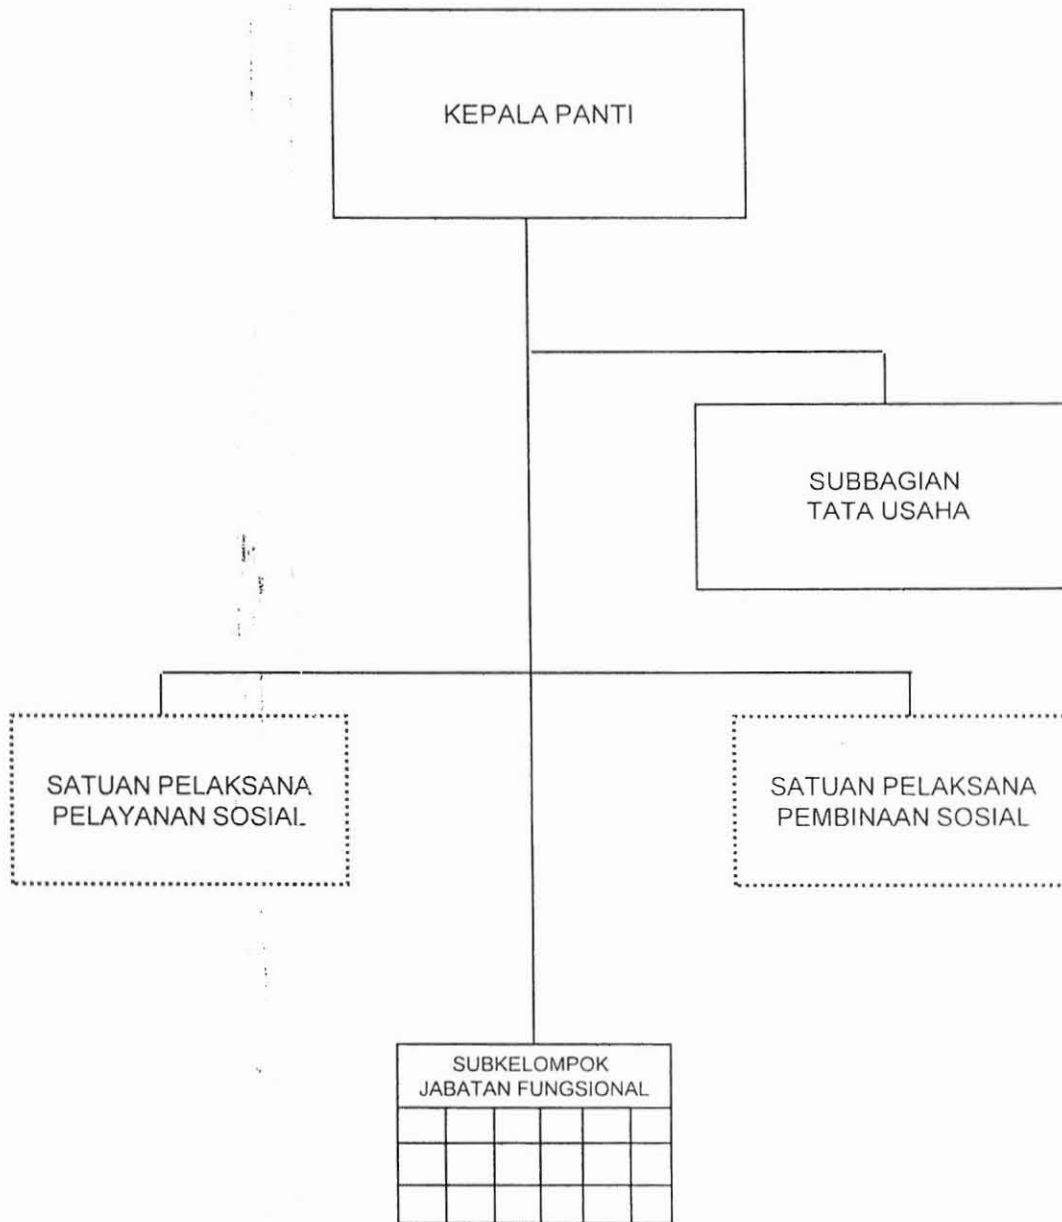 KEPALA PANTI
SUBBAGIAN
TATA USAHA
SATUAN PELAKSANA
PELAYANAN SOSIAL
SATUAN PELAKSANA
PEMBINAAN SOSIAL
SUBKELOMPOK
JABATAN FUNGSIONAL